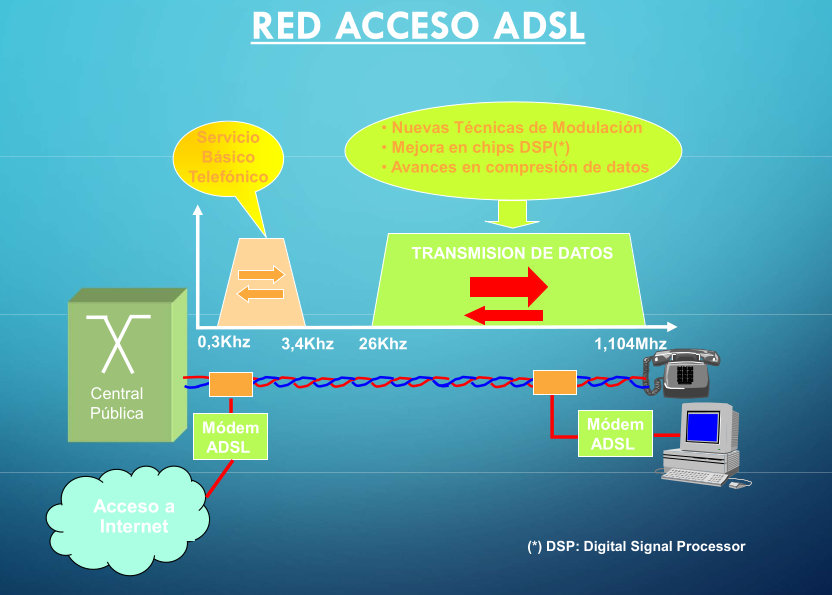 RED ACCESO ADSL
Servicio
Básico
Telefónico
• Nuevas Técnicas de Modulación
• Mejora en chips DSP(*)
• Avances en compresión de datos
TRANSMISION DE DATOS
0,3Khz
3,4Khz
26Khz
1,104Mhz
Central
Pública
Módem
ADSL
Módem
ADSL
Acceso a
Internet
(*) DSP: Digital Signal Processor